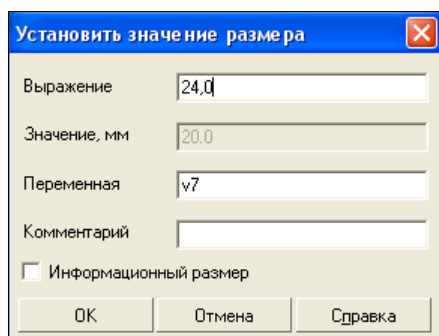 Установить значение размера
Выражение 24,0
Значение, мм 20.0
Переменная v7
Комментарий
Информационный размер
OK Отмена Справка